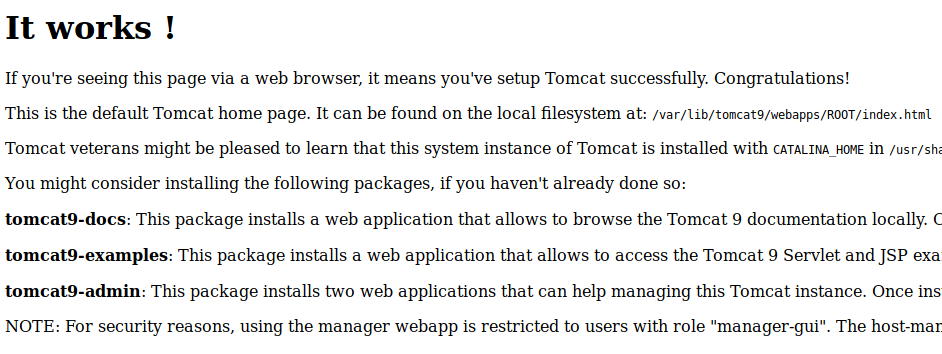 It works !
If you're seeing this page via a web browser, it means you've setup Tomcat successfully. Congratulations!
This is the default Tomcat home page. It can be found on the local filesystem at: /var/lib/tomcat9/webapps/ROOT/index.html
Tomcat veterans might be pleased to learn that this system instance of Tomcat is installed with CATALINA_HOME in /usr/sha
You might consider installing the following packages, if you haven't already done so:
tomcat9-docs: This package installs a web application that allows to browse the Tomcat 9 documentation locally. O
tomcat9-examples: This package installs a web application that allows to access the Tomcat 9 Servlet and JSP exa
tomcat9-admin: This package installs two web applications that can help managing this Tomcat instance. Once ins
NOTE: For security reasons, using the manager webapp is restricted to users with role "manager-gui". The host-man